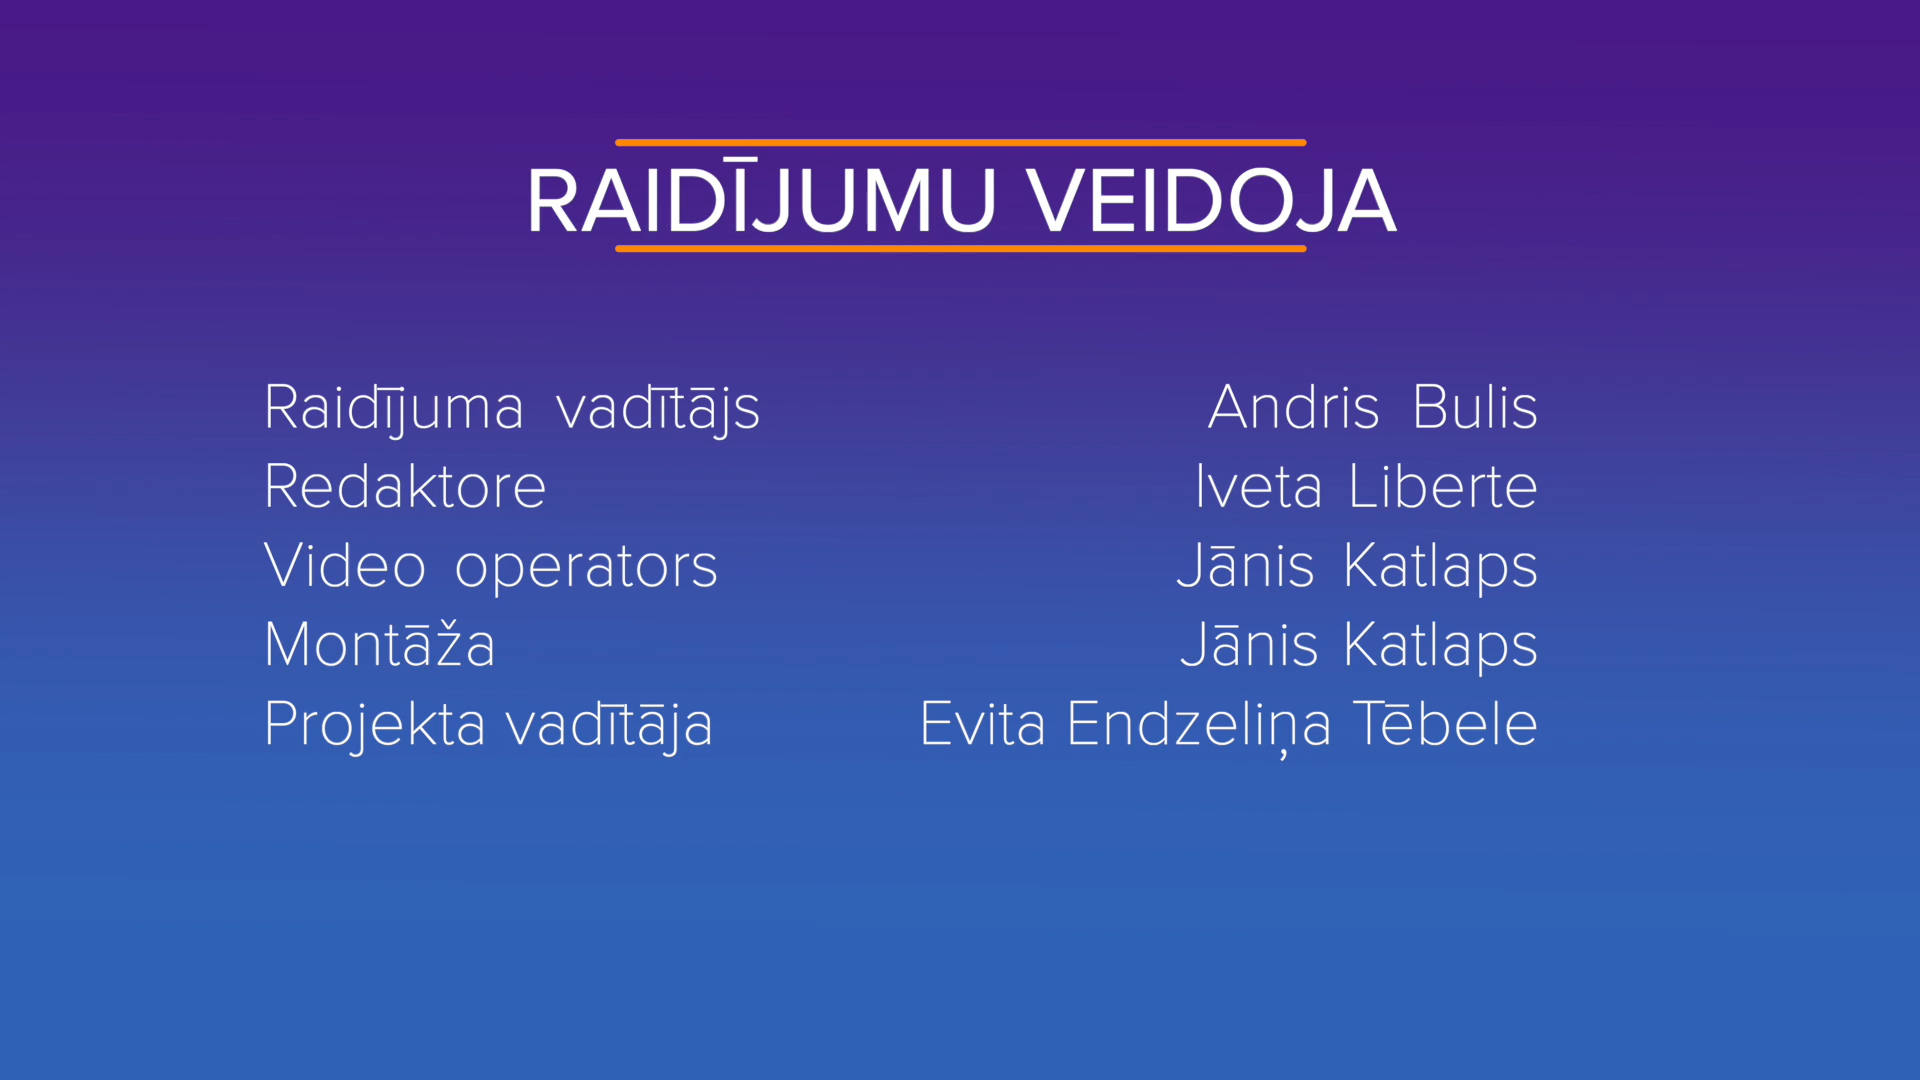 RAIDĪJUMU VEIDOJA
Raidījuma vadītājs Andris Bulis
Redaktore Iveta Liberte
Video operators Jānis Katlaps
Montāža Jānis Katlaps
Projekta vadītāja Evita Endzeliņa Tēbele